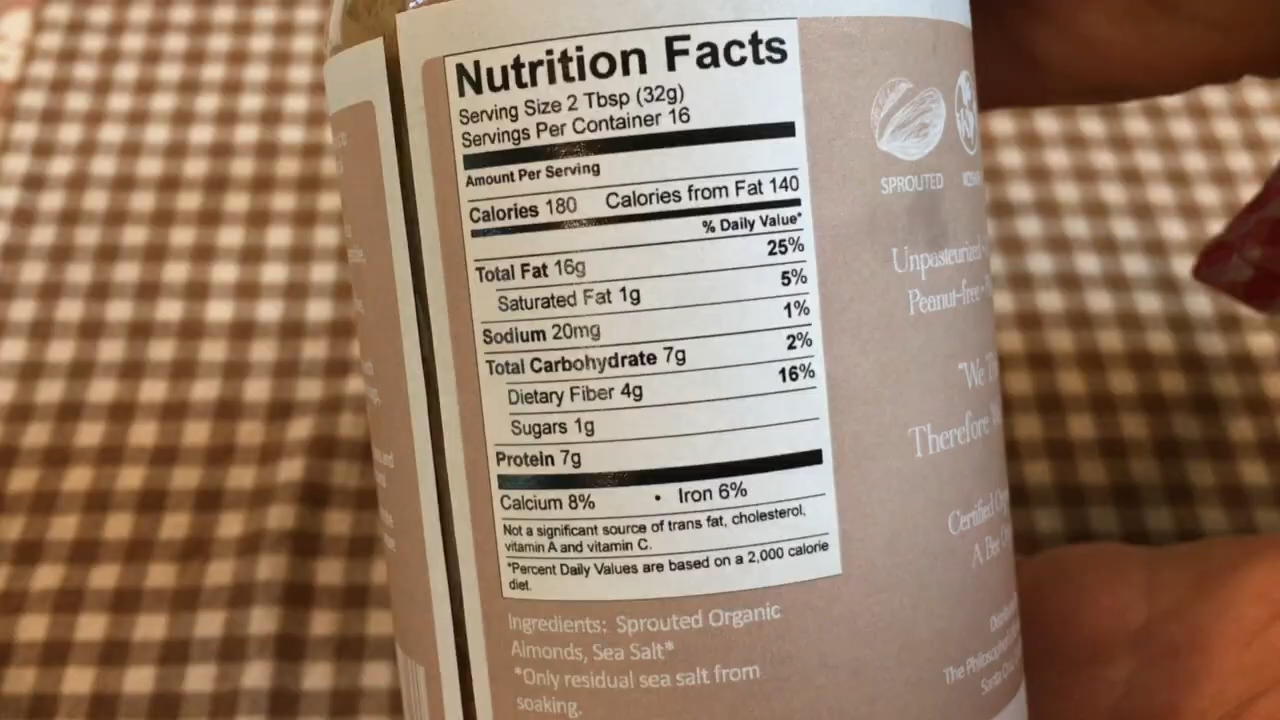 Nutrition Facts
Serving Size 2 Tbsp (32g)
Servings Per Container 16
Amount Per Serving
Calories 180 Calories from Fat 140
% Daily Value*
Total Fat 16g 25%
Saturated Fat 1g 5%
Sodium 20mg 1%
Total Carbohydrate 7g 2%
Dietary Fiber 4g 16%
Sugars 1g
Protein 7g
Calcium 8% • Iron 6%
Not a significant source of trans fat, cholesterol,
vitamin A and vitamin C.
*Percent Daily Values are based on a 2,000 calorie
diet.
Ingredients: Sprouted Organic
Almonds, Sea Salt*
*Only residual sea salt from
soaking.
SPROUTED
Unpasteurized
Peanut-free
"We
Therefore
Certified
A
The
Santa